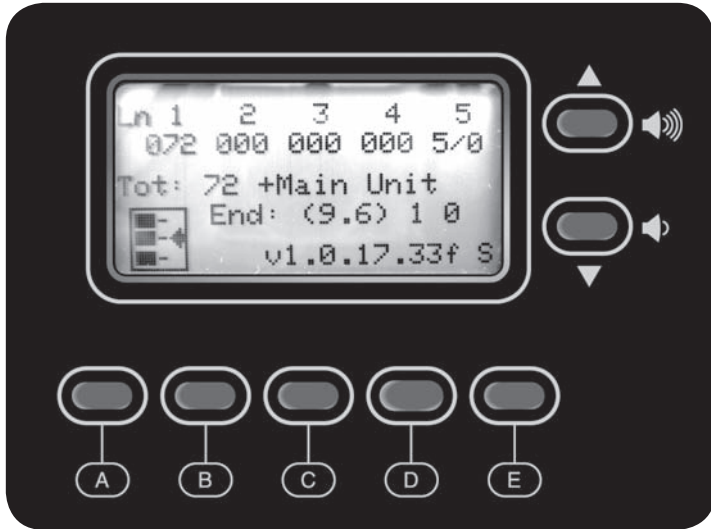 Ln 1 2 3 4 5
072 000 000 000 5/0
Tot: 72 +Main Unit
End: (9.6) 1 0
v1.0.17.33f S
A B C D E